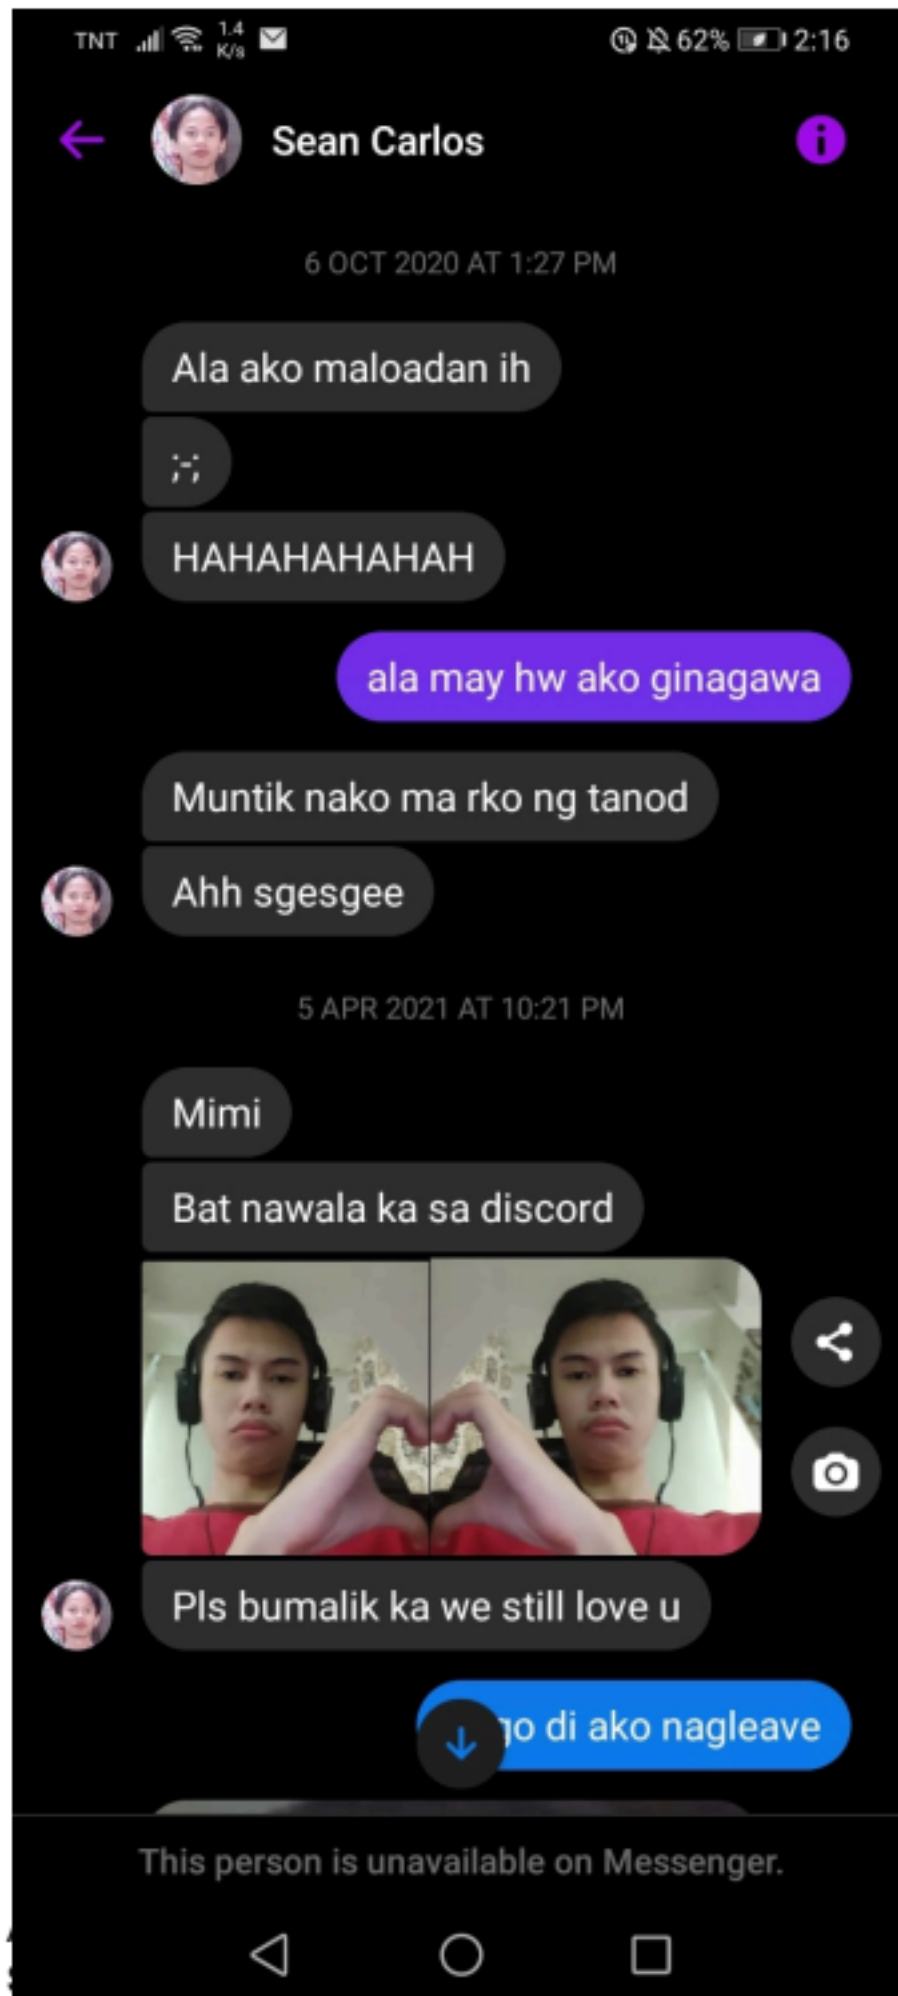 TNT 1.4 K/s 62% 2:16
Sean Carlos
6 OCT 2020 AT 1:27 PM
Ala ako maloadan ih
;-;
HAHAHAHAHAH
ala may hw ako ginagawa
Muntik nako ma rko ng tanod
Ahh sgesgee
5 APR 2021 AT 10:21 PM
Mimi
Bat nawala ka sa discord
Pls bumalik ka we still love u
di ako nagleave
This person is unavailable on Messenger.